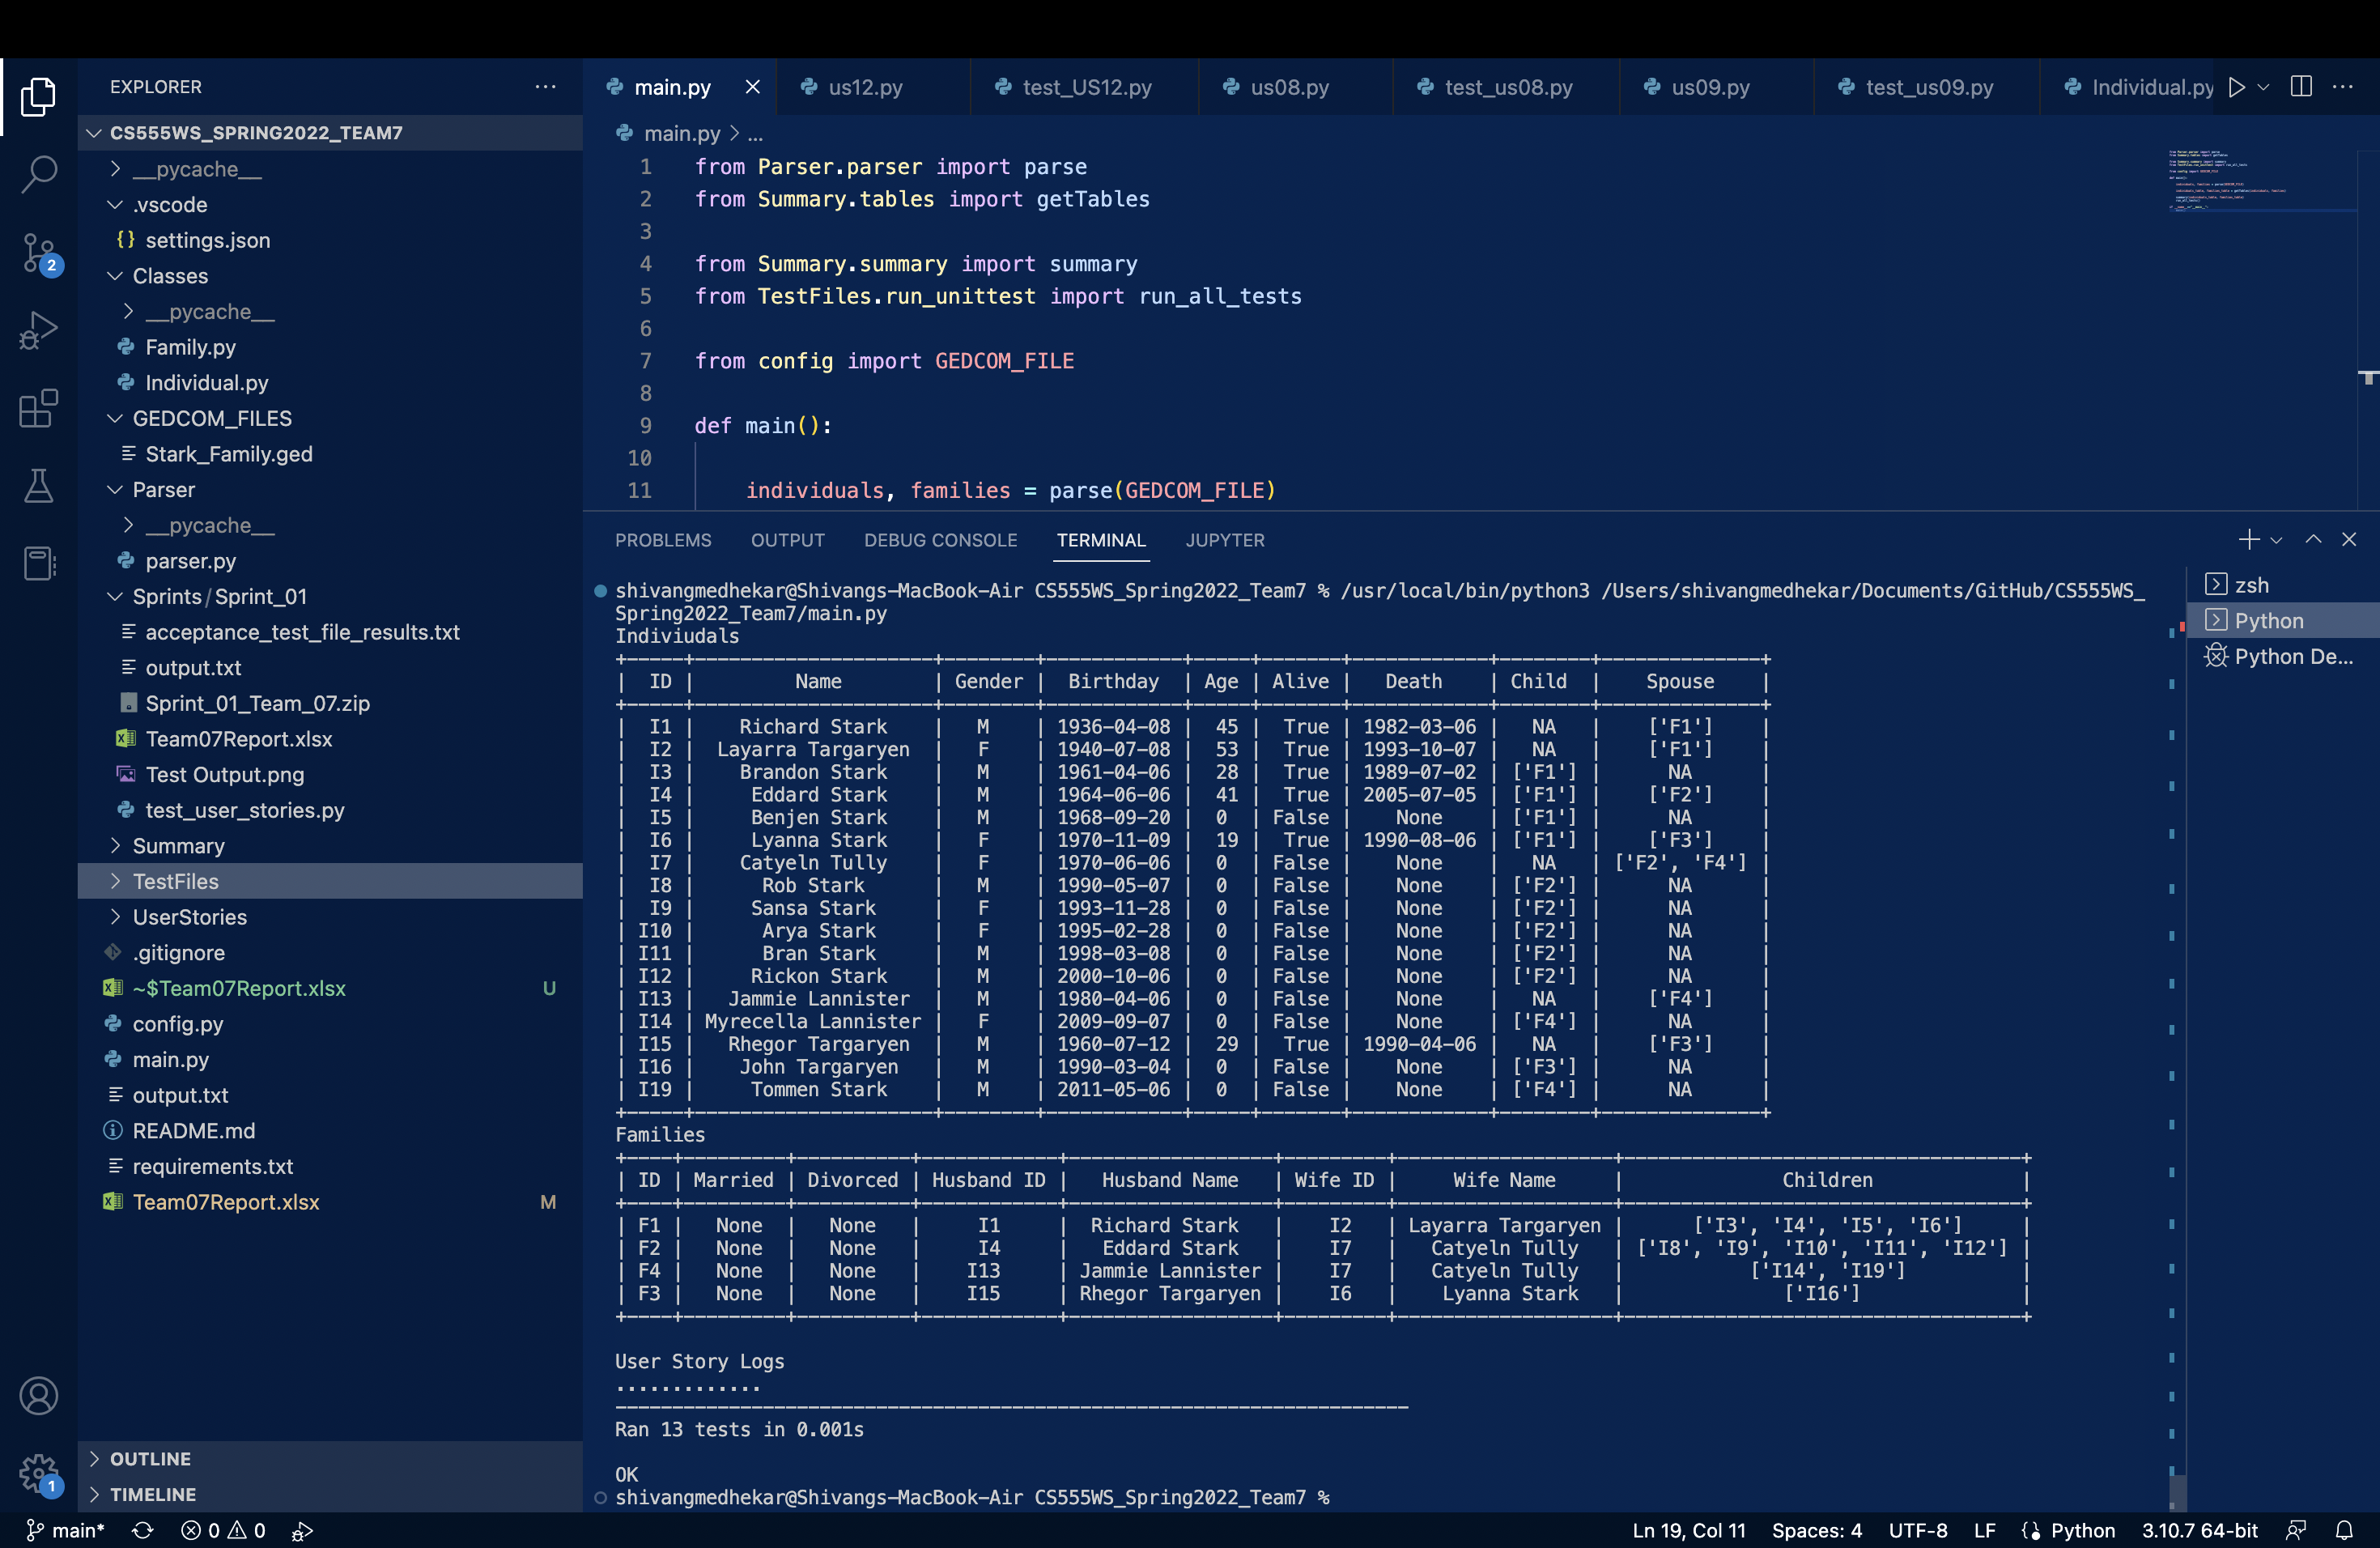 EXPLORER
CS555WS_SPRING2022_TEAM7
__pycache__
.vscode
settings.json
Classes
__pycache__
Family.py
Individual.py
GEDCOM_FILES
Stark_Family.ged
Parser
__pycache__
parser.py
Sprints/Sprint_01
acceptance_test_file_results.txt
output.txt
Sprint_01_Team_07.zip
Team07Report.xlsx
Test Output.png
test_user_stories.py
Summary
TestFiles
UserStories
.gitignore
~$Team07Report.xlsx U
config.py
main.py
output.txt
README.md
requirements.txt
Team07Report.xlsx M
OUTLINE
TIMELINE
2
1
main.py us12.py test_US12.py us08.py test_us08.py us09.py test_us09.py Individual.py
main.py > ...
1 from Parser.parser import parse
2 from Summary.tables import getTables
3
4 from Summary.summary import summary
5 from TestFiles.run_unittest import run_all_tests
6
7 from config import GEDCOM_FILE
8
9 def main():
10
11 individuals, families = parse(GEDCOM_FILE)
PROBLEMS OUTPUT DEBUG CONSOLE TERMINAL JUPYTER
zsh
Python
Python De...
shivangmedhekar@Shivangs-MacBook-Air CS555WS_Spring2022_Team7 % /usr/local/bin/python3 /Users/shivangmedhekar/Documents/GitHub/CS555WS_
Spring2022_Team7/main.py
Indiviudals
| ID | Name | Gender | Birthday | Age | Alive | Death | Child | Spouse |
| I1 | Richard Stark | M | 1936-04-08 | 45 | True | 1982-03-06 | NA | ['F1'] |
| I2 | Layarra Targaryen | F | 1940-07-08 | 53 | True | 1993-10-07 | NA | ['F1'] |
| I3 | Brandon Stark | M | 1961-04-06 | 28 | True | 1989-07-02 | ['F1'] | NA |
| I4 | Eddard Stark | M | 1964-06-06 | 41 | True | 2005-07-05 | ['F1'] | ['F2'] |
| I5 | Benjen Stark | M | 1968-09-20 | 0 | False | None | ['F1'] | NA |
| I6 | Lyanna Stark | F | 1970-11-09 | 19 | True | 1990-08-06 | ['F1'] | ['F3'] |
| I7 | Catyeln Tully | F | 1970-06-06 | 0 | False | None | NA | ['F2', 'F4'] |
| I8 | Rob Stark | M | 1990-05-07 | 0 | False | None | ['F2'] | NA |
| I9 | Sansa Stark | F | 1993-11-28 | 0 | False | None | ['F2'] | NA |
| I10 | Arya Stark | F | 1995-02-28 | 0 | False | None | ['F2'] | NA |
| I11 | Bran Stark | M | 1998-03-08 | 0 | False | None | ['F2'] | NA |
| I12 | Rickon Stark | M | 2000-10-06 | 0 | False | None | ['F2'] | NA |
| I13 | Jammie Lannister | M | 1980-04-06 | 0 | False | None | NA | ['F4'] |
| I14 | Myrecella Lannister | F | 2009-09-07 | 0 | False | None | ['F4'] | NA |
| I15 | Rhegor Targaryen | M | 1960-07-12 | 29 | True | 1990-04-06 | NA | ['F3'] |
| I16 | John Targaryen | M | 1990-03-04 | 0 | False | None | ['F3'] | NA |
| I19 | Tommen Stark | M | 2011-05-06 | 0 | False | None | ['F4'] | NA |
Families
| ID | Married | Divorced | Husband ID | Husband Name | Wife ID | Wife Name | Children |
| F1 | None | None | I1 | Richard Stark | I2 | Layarra Targaryen | ['I3', 'I4', 'I5', 'I6'] |
| F2 | None | None | I4 | Eddard Stark | I7 | Catyeln Tully | ['I8', 'I9', 'I10', 'I11', 'I12'] |
| F4 | None | None | I13 | Jammie Lannister | I7 | Catyeln Tully | ['I14', 'I19'] |
| F3 | None | None | I15 | Rhegor Targaryen | I6 | Lyanna Stark | ['I16'] |
User Story Logs
.............
Ran 13 tests in 0.001s
OK
shivangmedhekar@Shivangs-MacBook-Air CS555WS_Spring2022_Team7 %
main* 0 0 Ln 19, Col 11 Spaces: 4 UTF-8 LF Python 3.10.7 64-bit